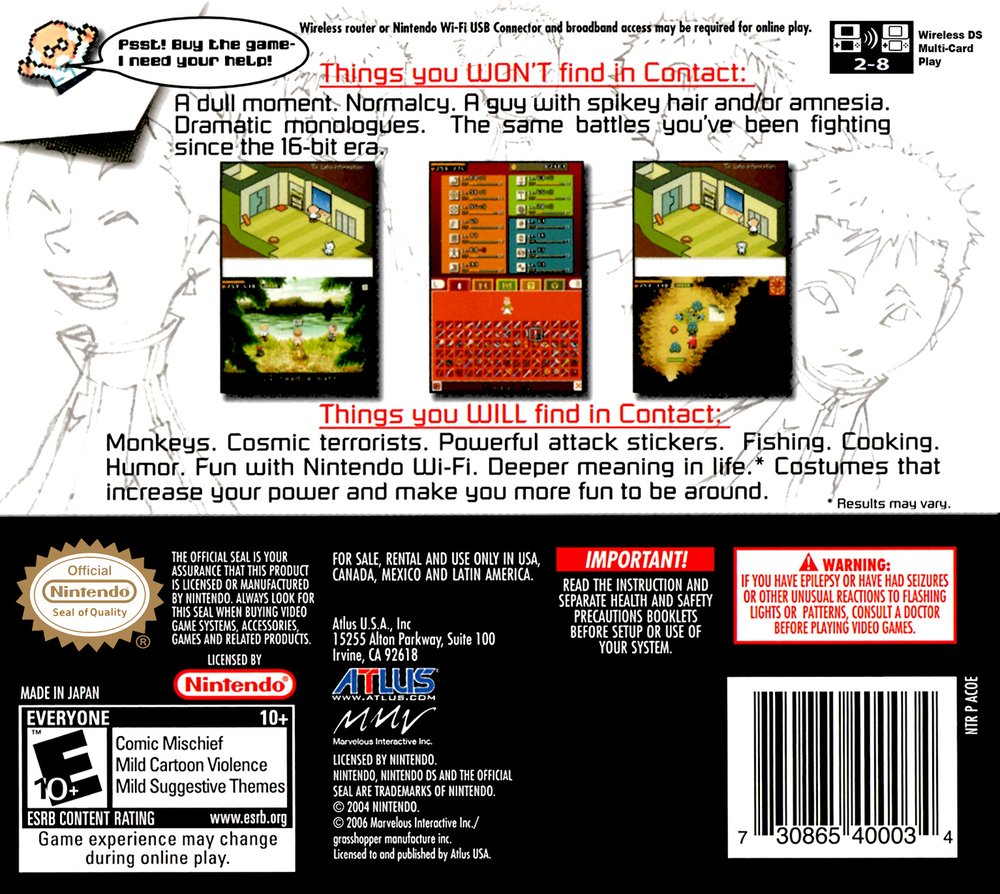 Psst! Buy the game-
I need your help!
Wireless router or Nintendo Wi-Fi USB Connector and broadband access may be required for online play.
2-8
Wireless DS
Multi-Card
Play
Things you WON'T find in Contact:
A dull moment. Normalcy. A guy with spikey hair and/or amnesia.
Dramatic monologues. The same battles you've been fighting
since the 16-bit era.
Things you WILL find in Contact:
Monkeys. Cosmic terrorists. Powerful attack stickers. Fishing. Cooking.
Humor. Fun with Nintendo Wi-Fi. Deeper meaning in life.* Costumes that
increase your power and make you more fun to be around.
* Results may vary.
Official
Nintendo
Seal of Quality
®
THE OFFICIAL SEAL IS YOUR
ASSURANCE THAT THIS PRODUCT
IS LICENSED OR MANUFACTURED
BY NINTENDO. ALWAYS LOOK FOR
THIS SEAL WHEN BUYING VIDEO
GAME SYSTEMS, ACCESSORIES,
GAMES AND RELATED PRODUCTS.
LICENSED BY
Nintendo®
MADE IN JAPAN
EVERYONE 10+
™
E
10+
Comic Mischief
Mild Cartoon Violence
Mild Suggestive Themes
ESRB CONTENT RATING www.esrb.org
Game experience may change
during online play.
FOR SALE, RENTAL AND USE ONLY IN USA,
CANADA, MEXICO AND LATIN AMERICA.
Atlus U.S.A., Inc
15255 Alton Parkway, Suite 100
Irvine, CA 92618
ATLUS
WWW.ATLUS.COM
MMV
Marvelous Interactive Inc.
LICENSED BY NINTENDO.
NINTENDO, NINTENDO DS AND THE OFFICIAL
SEAL ARE TRADEMARKS OF NINTENDO.
© 2004 NINTENDO.
© 2006 Marvelous Interactive Inc./
grasshopper manufacture inc.
Licensed to and published by Atlus USA.
IMPORTANT!
READ THE INSTRUCTION AND
SEPARATE HEALTH AND SAFETY
PRECAUTIONS BOOKLETS
BEFORE SETUP OR USE OF
YOUR SYSTEM.
WARNING:
IF YOU HAVE EPILEPSY OR HAVE HAD SEIZURES
OR OTHER UNUSUAL REACTIONS TO FLASHING
LIGHTS OR PATTERNS, CONSULT A DOCTOR
BEFORE PLAYING VIDEO GAMES.
NTR P ACOE
7 30865 40003 4